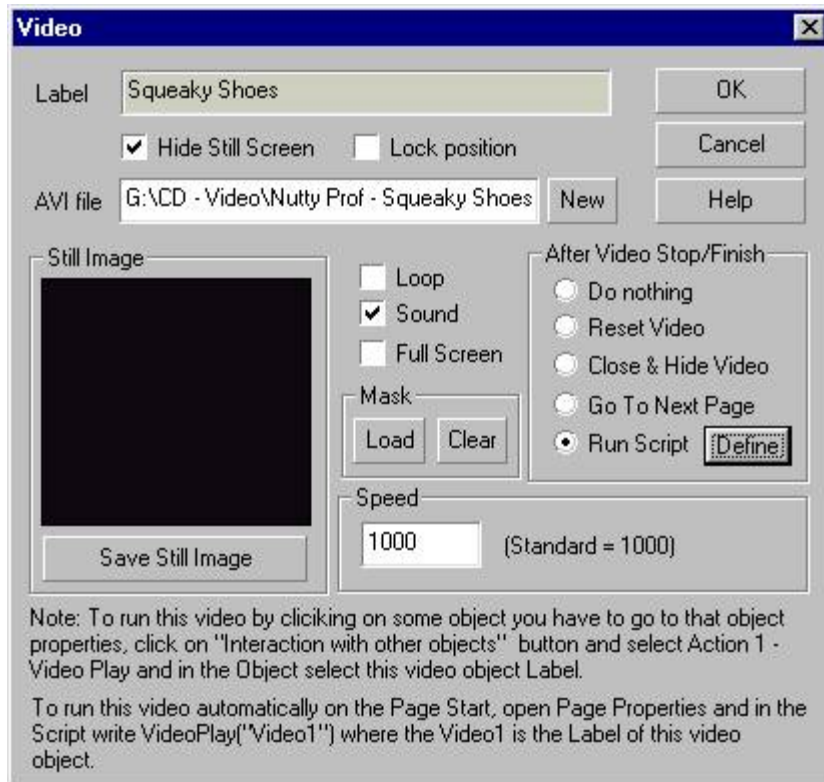 Video
Label
Squeaky Shoes
OK
Hide Still Screen
Lock position
Cancel
AVI file
G:\CD - Video\Nutty Prof - Squeaky Shoes
New
Help
Still Image
Save Still Image
Loop
Sound
Full Screen
Mask
Load
Clear
After Video Stop/Finish
Do nothing
Reset Video
Close & Hide Video
Go To Next Page
Run Script
Define
Speed
1000
(Standard = 1000)
Note: To run this video by cliciking on some object you have to go to that object
properties, click on "Interaction with other objects" button and select Action 1 -
Video Play and in the Object select this video object Label.
To run this video automatically on the Page Start, open Page Properties and in the
Script write VideoPlay("Video1") where the Video1 is the Label of this video
object.